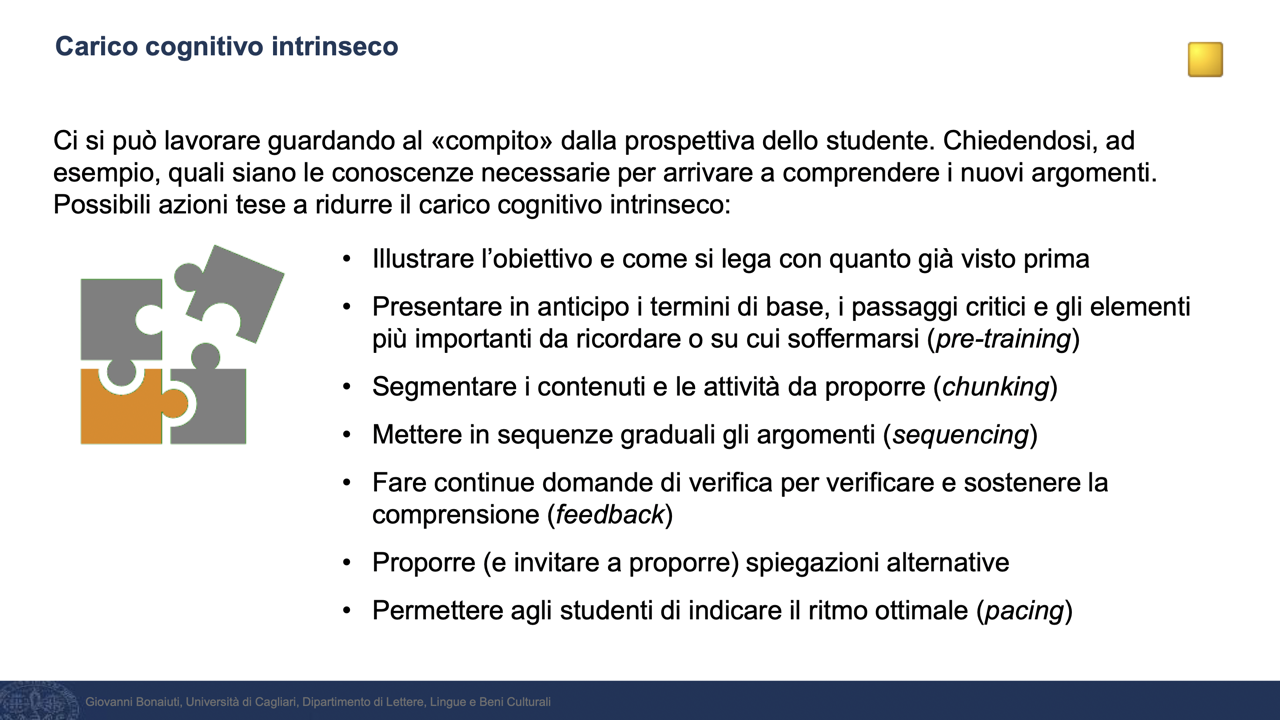 Carico cognitivo intrinseco
Ci si può lavorare guardando al «compito» dalla prospettiva dello studente. Chiedendosi, ad
esempio, quali siano le conoscenze necessarie per arrivare a comprendere i nuovi argomenti.
Possibili azioni tese a ridurre il carico cognitivo intrinseco:
• Illustrare l’obiettivo e come si lega con quanto già visto prima
• Presentare in anticipo i termini di base, i passaggi critici e gli elementi
più importanti da ricordare o su cui soffermarsi (pre-training)
• Segmentare i contenuti e le attività da proporre (chunking)
• Mettere in sequenze graduali gli argomenti (sequencing)
• Fare continue domande di verifica per verificare e sostenere la
comprensione (feedback)
• Proporre (e invitare a proporre) spiegazioni alternative
• Permettere agli studenti di indicare il ritmo ottimale (pacing)
Giovanni Bonaiuti, Università di Cagliari, Dipartimento di Lettere, Lingue e Beni Culturali